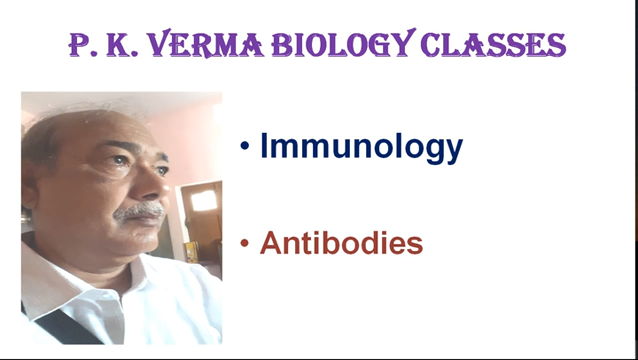 P. K. VERMA BIOLOGY CLASSES
• Immunology
• Antibodies